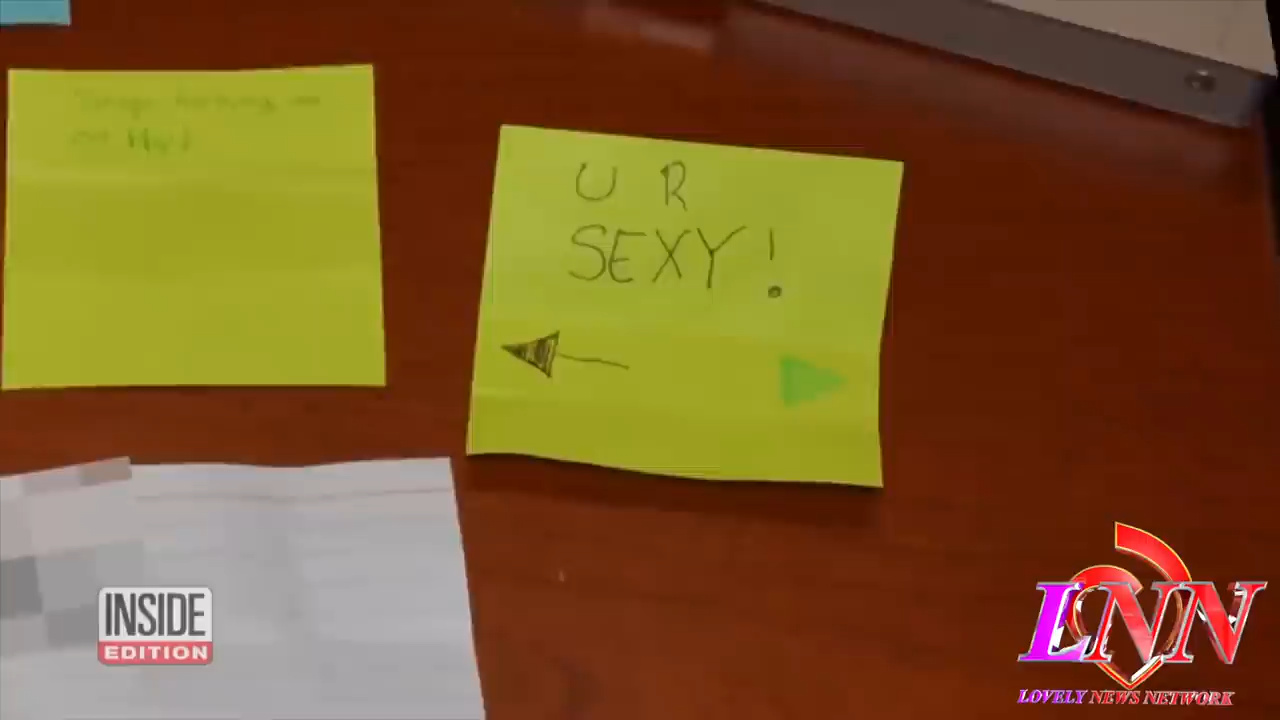 U R
SEXY!
INSIDE
EDITION
LNN
LOVELY NEWS NETWORK